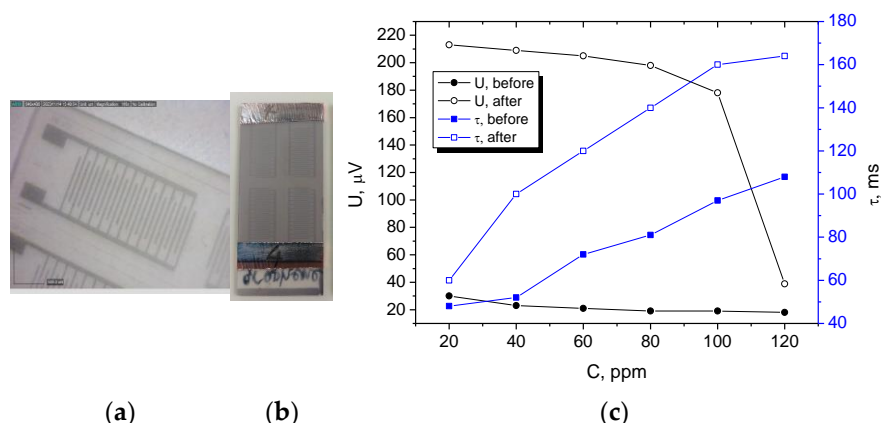 220
200
180
160
140
120
100
80
60
40
20
U, μV
U, before
U, after
τ, before
τ, after
160
140
120
100
80
60
40
τ, ms
20 40 60 80 100 120
C, ppm
(a) (b) (c)